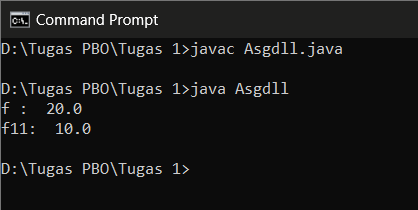 Command Prompt
D:\Tugas PBO\Tugas 1>javac Asgdll.java
D:\Tugas PBO\Tugas 1>java Asgdll
f :  20.0
f11:  10.0
D:\Tugas PBO\Tugas 1>